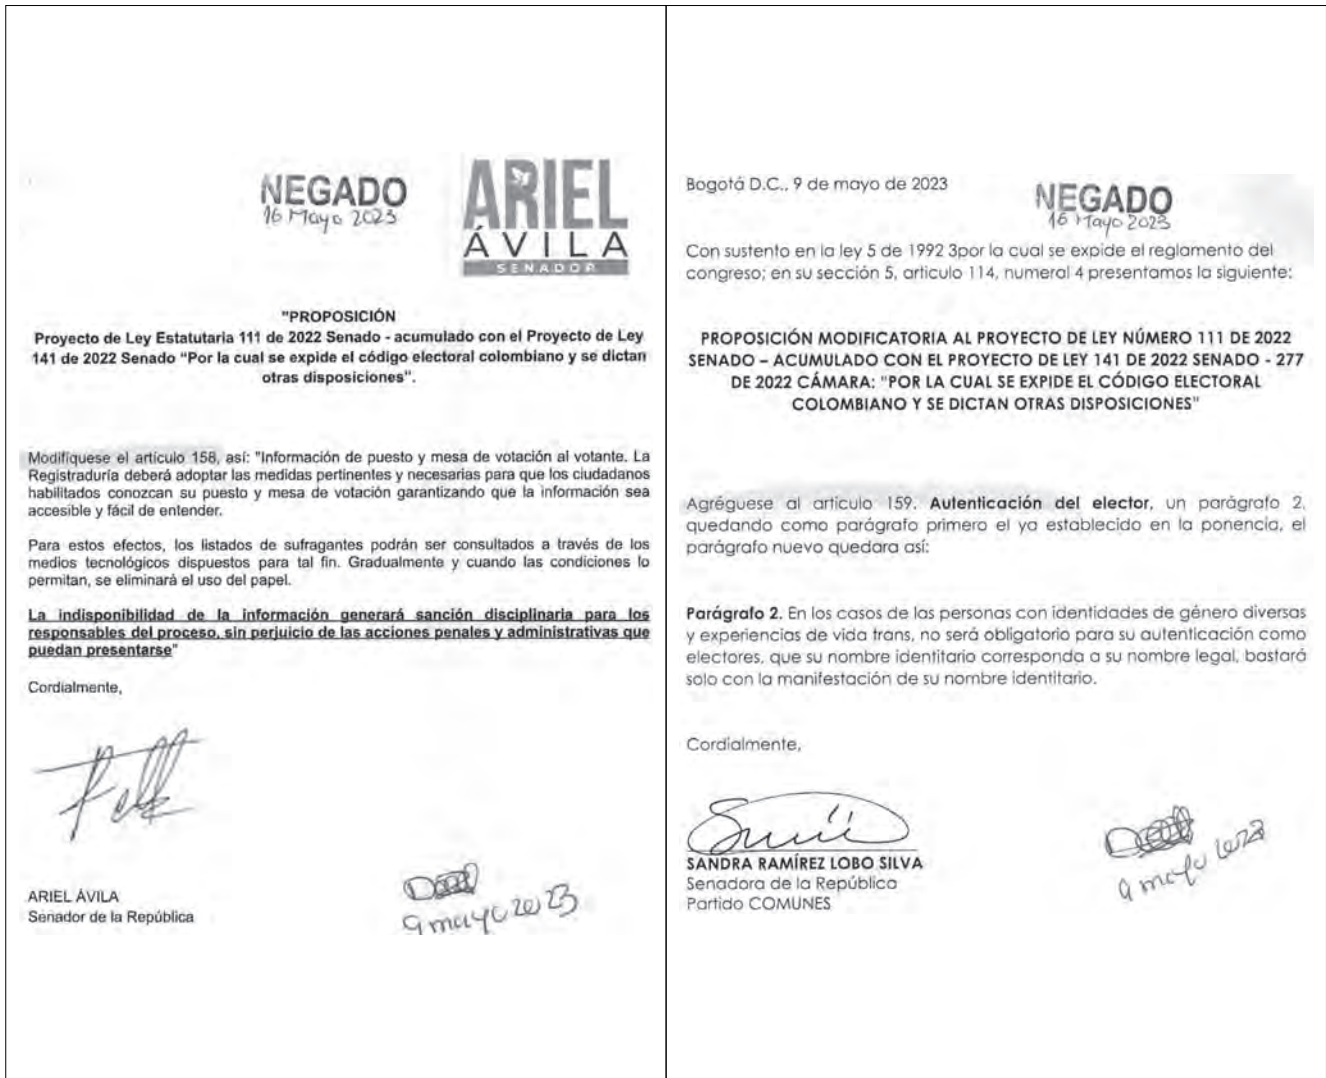 NEGADO
16 Mayo 2023
ARIEL
ÁVILA
SENADOR
"PROPOSICIÓN
Proyecto de Ley Estatutaria 111 de 2022 Senado - acumulado con el Proyecto de Ley
141 de 2022 Senado “Por la cual se expide el código electoral colombiano y se dictan
otras disposiciones".
Modifíquese el artículo 158, así: "Información de puesto y mesa de votación al votante. La
Registraduría deberá adoptar las medidas pertinentes y necesarias para que los ciudadanos
habilitados conozcan su puesto y mesa de votación garantizando que la información sea
accesible y fácil de entender.
Para estos efectos, los listados de sufragantes podrán ser consultados a través de los
medios tecnológicos dispuestos para tal fin. Gradualmente y cuando las condiciones lo
permitan, se eliminará el uso del papel.
La indisponibilidad de la información generará sanción disciplinaria para los
responsables del proceso, sin perjuicio de las acciones penales y administrativas que
puedan presentarse"
Cordialmente,
ARIEL ÁVILA
Senador de la República
9 mayo 2023
Bogotá D.C., 9 de mayo de 2023
NEGADO
16 Mayo 2023
Con sustento en la ley 5 de 1992 3por la cual se expide el reglamento del
congreso; en su sección 5, articulo 114, numeral 4 presentamos la siguiente:
PROPOSICIÓN MODIFICATORIA AL PROYECTO DE LEY NÚMERO 111 DE 2022
SENADO – ACUMULADO CON EL PROYECTO DE LEY 141 DE 2022 SENADO - 277
DE 2022 CÁMARA: "POR LA CUAL SE EXPIDE EL CÓDIGO ELECTORAL
COLOMBIANO Y SE DICTAN OTRAS DISPOSICIONES"
Agréguese al artículo 159. Autenticación del elector, un parágrafo 2,
quedando como parágrafo primero el ya establecido en la ponencia, el
parágrafo nuevo quedara así:
Parágrafo 2. En los casos de las personas con identidades de género diversas
y experiencias de vida trans, no será obligatorio para su autenticación como
electores, que su nombre identitario corresponda a su nombre legal, bastará
solo con la manifestación de su nombre identitario.
Cordialmente,
SANDRA RAMÍREZ LOBO SILVA
Senadora de la República
Partido COMUNES
9 mayo 2023